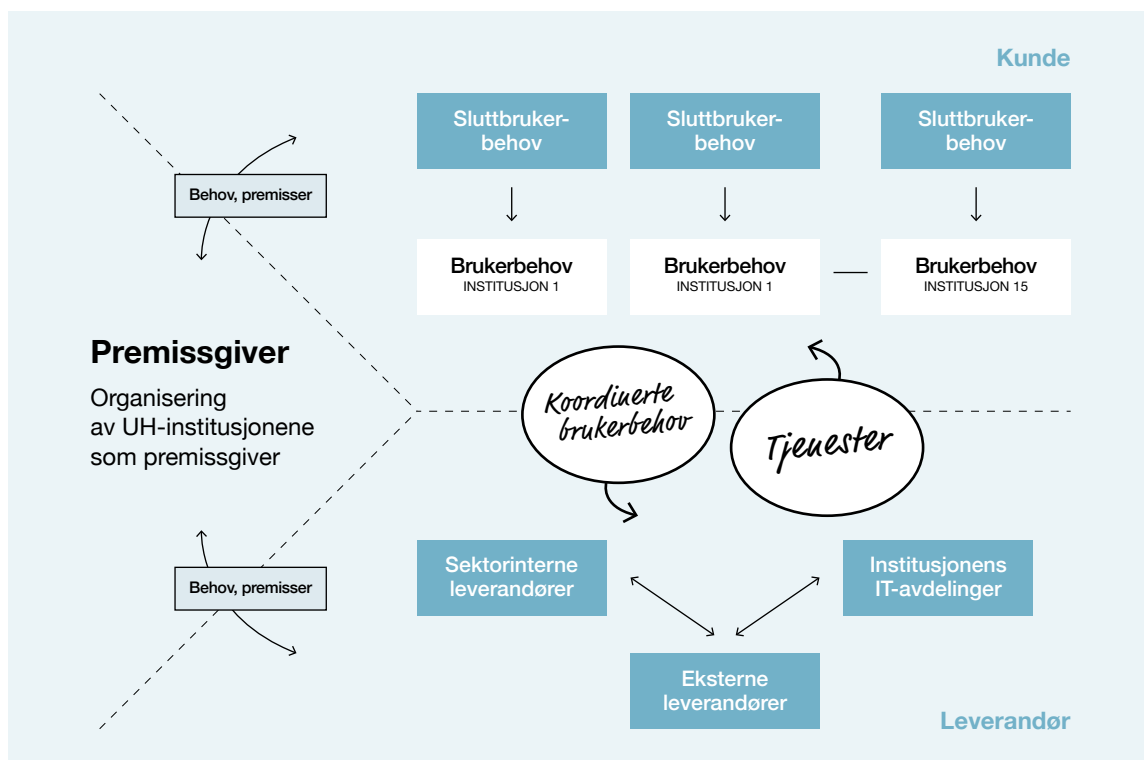 Kunde
Sluttbruker-
behov
Sluttbruker-
behov
Sluttbruker-
behov
Behov, premisser
Brukerbehov
INSTITUSJON 1
Brukerbehov
INSTITUSJON 1
Brukerbehov
INSTITUSJON 15
Premissgiver
Organisering
av UH-institusjonene
som premissgiver
Koordinerte
brukerbehov
Tjenester
Behov, premisser
Sektorinterne
leverandører
Institusjonens
IT-avdelinger
Eksterne
leverandører
Leverandør